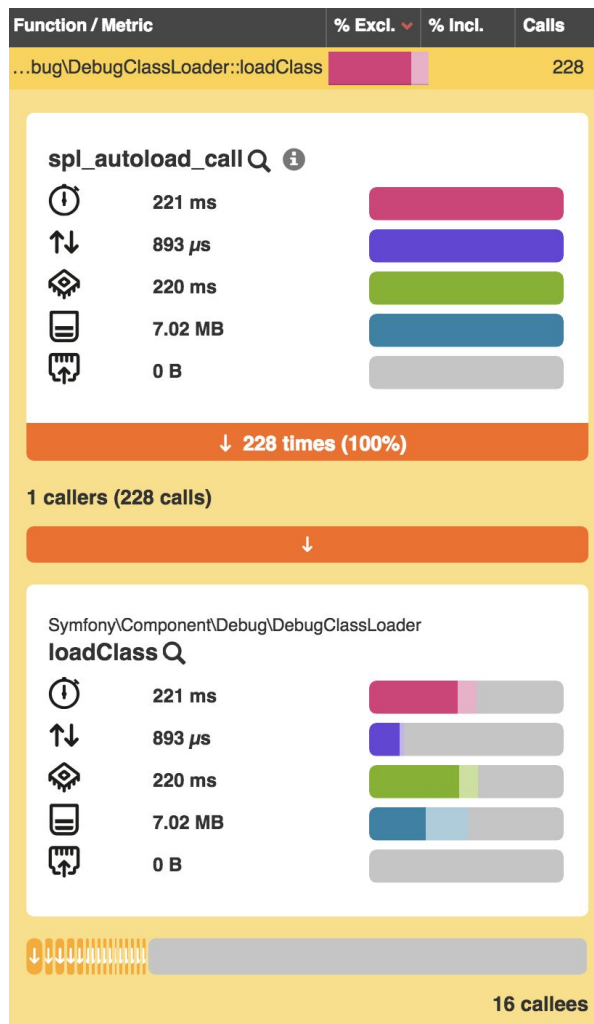 Function / Metric % Excl. % Incl. Calls
…bug\DebugClassLoader::loadClass 228
spl_autoload_call
221 ms
893 µs
220 ms
7.02 MB
0 B
↓ 228 times (100%)
1 callers (228 calls)
↓
Symfony\Component\Debug\DebugClassLoader
loadClass
221 ms
893 µs
220 ms
7.02 MB
0 B
16 callees